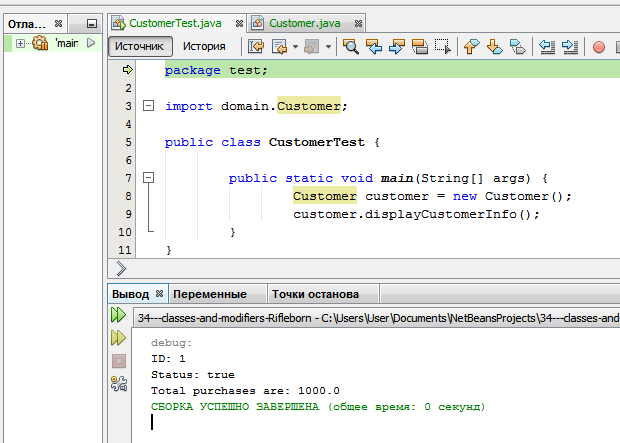 Отла...
CustomerTest.java
Customer.java
'main
Источник
История
package test;
2
3 import domain.Customer;
4
5 public class CustomerTest {
6
7 public static void main(String[] args) {
8 Customer customer = new Customer();
9 customer.displayCustomerInfo();
10 }
11 }
Вывод
Переменные
Точки останова
34---classes-and-modifiers-Rifleborn - C:\Users\User\Documents\NetBeansProjects\34---classes-and
debug:
ID: 1
Status: true
Total purchases are: 1000.0
СБОРКА УСПЕШНО ЗАВЕРШЕНА (общее время: 0 секунд)